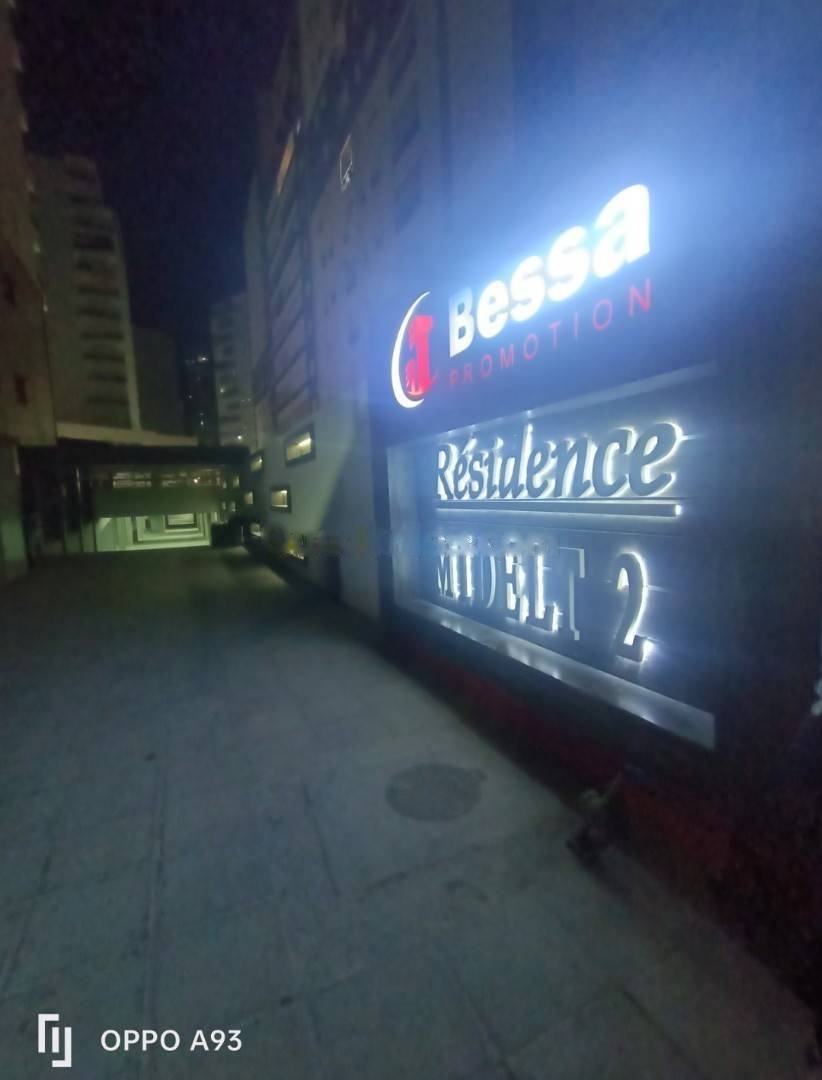 Bessa
PROMOTION
Résidence
MIDELT 2
OPPO A93